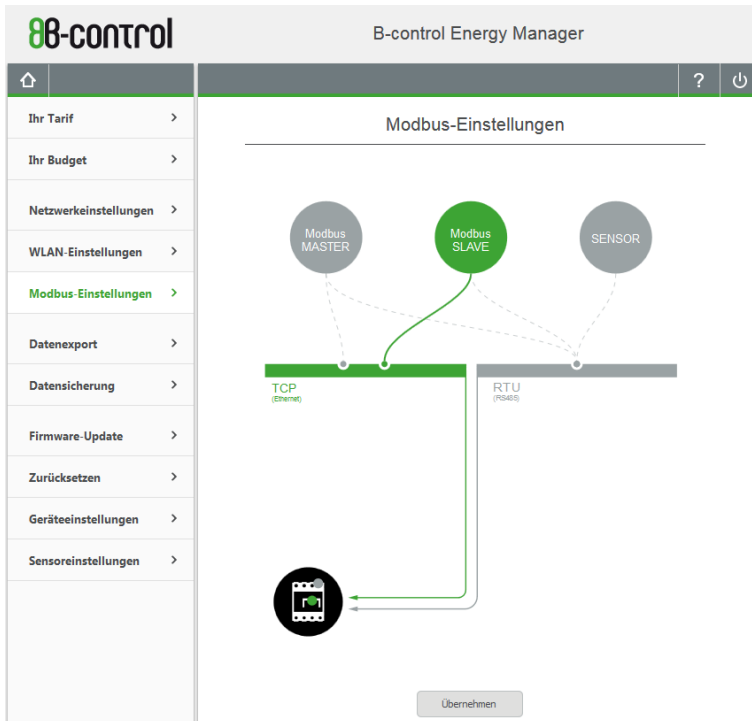 B-control
B-control Energy Manager
?
Ihr Tarif
Ihr Budget
Netzwerkeinstellungen
WLAN-Einstellungen
Modbus-Einstellungen
Datenexport
Datensicherung
Firmware-Update
Zurücksetzen
Geräteeinstellungen
Sensoreinstellungen
Modbus-Einstellungen
Modbus
MASTER
Modbus
SLAVE
SENSOR
TCP
(Ethernet)
RTU
(RS485)
Übernehmen